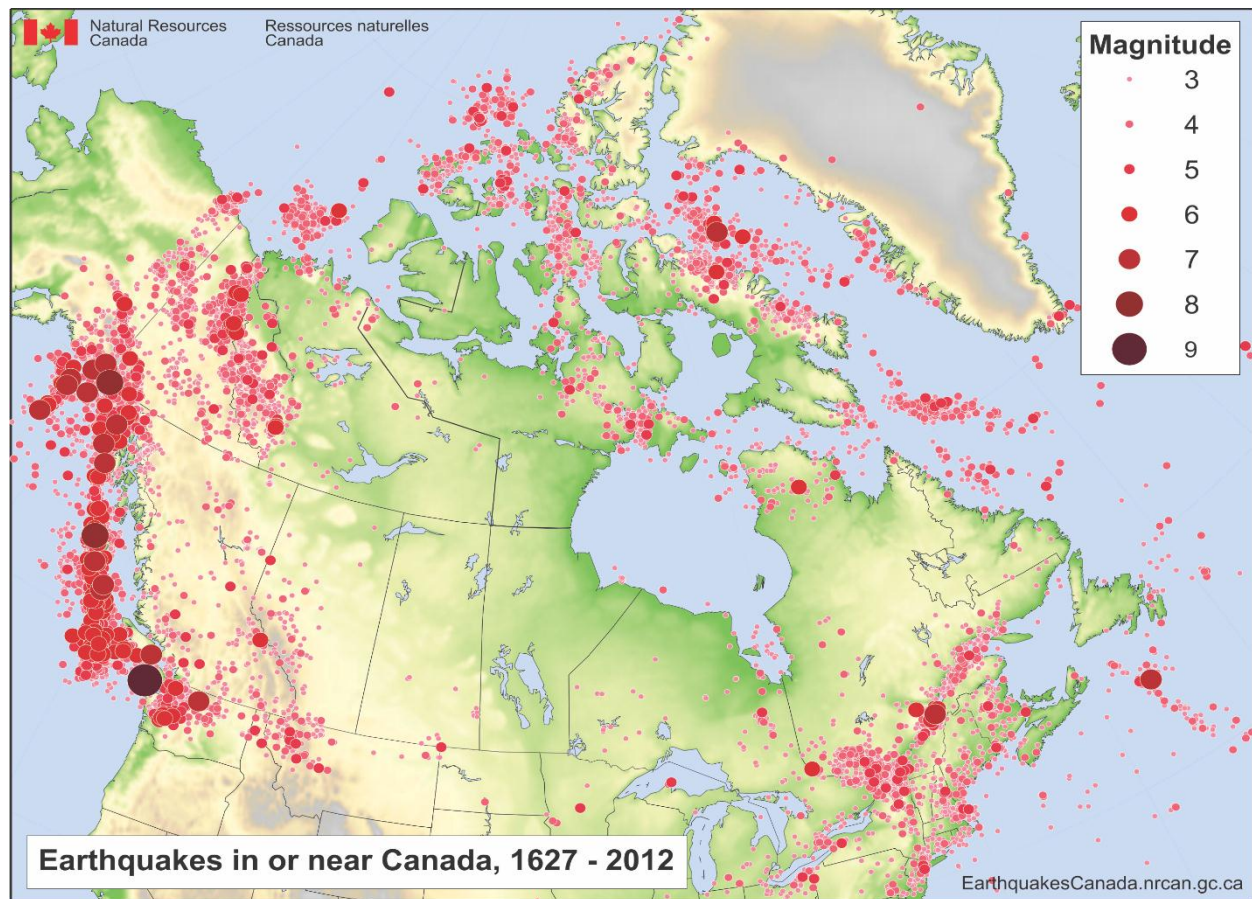 Natural Resources
Canada
Ressources naturelles
Canada
Magnitude
3
4
5
6
7
8
9
Earthquakes in or near Canada, 1627 - 2012
EarthquakesCanada.nrcan.gc.ca